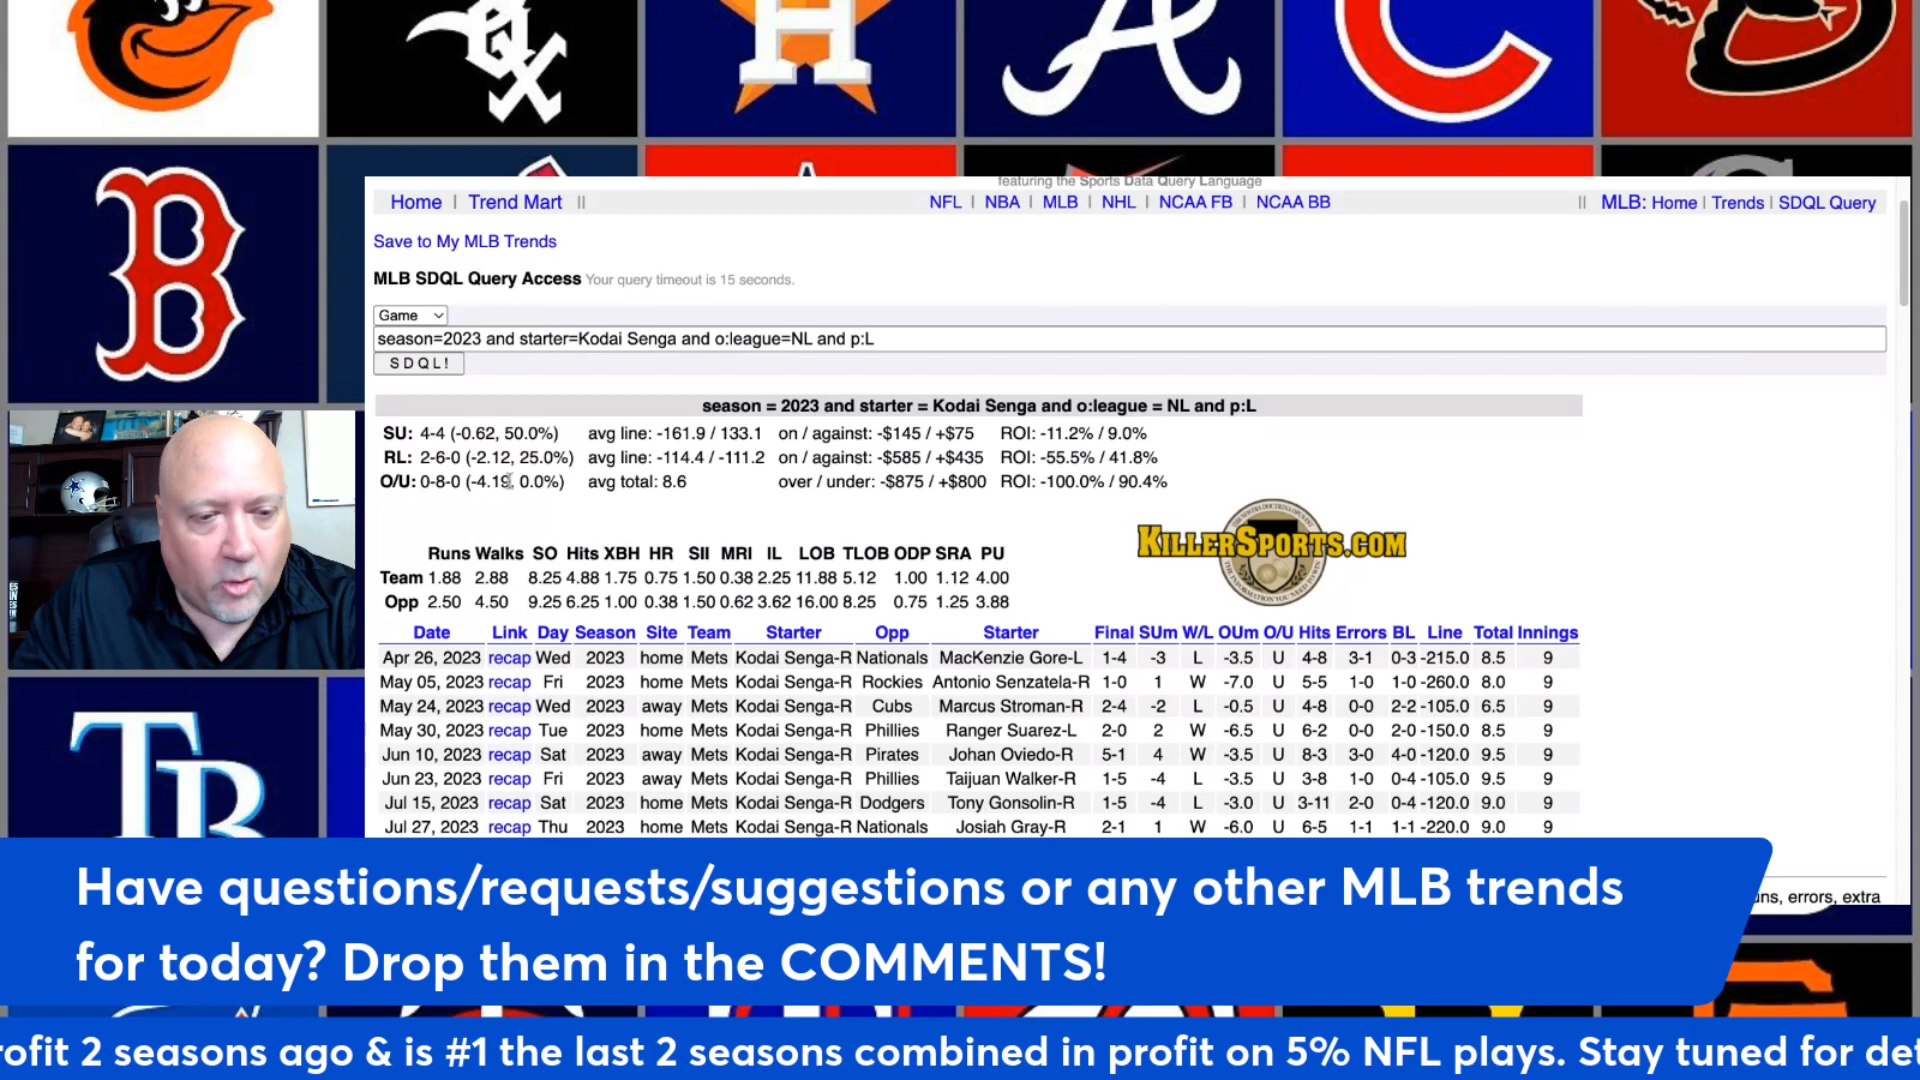 featuring the Sports Data Query Language
Home | Trend Mart ||
NFL | NBA | MLB | NHL | NCAA FB | NCAA BB
|| MLB: Home | Trends | SDQL Query
Save to My MLB Trends
MLB SDQL Query Access Your query timeout is 15 seconds.
Game
season=2023 and starter=Kodai Senga and o:league=NL and p:L
S D Q L !
season = 2023 and starter = Kodai Senga and o:league = NL and p:L
SU: 4-4 (-0.62, 50.0%) avg line: -161.9 / 133.1 on / against: -$145 / +$75 ROI: -11.2% / 9.0%
RL: 2-6-0 (-2.12, 25.0%) avg line: -114.4 / -111.2 on / against: -$585 / +$435 ROI: -55.5% / 41.8%
O/U: 0-8-0 (-4.19, 0.0%) avg total: 8.6 over / under: -$875 / +$800 ROI: -100.0% / 90.4%
KILLERSPORTS.COM
Runs Walks SO Hits XBH HR SII MRI IL LOB TLOB ODP SRA PU
Team 1.88 2.88 8.25 4.88 1.75 0.75 1.50 0.38 2.25 11.88 5.12 1.00 1.12 4.00
Opp 2.50 4.50 9.25 6.25 1.00 0.38 1.50 0.62 3.62 16.00 8.25 0.75 1.25 3.88
Date Link Day Season Site Team Starter Opp Starter Final SUm W/L OUm O/U Hits Errors BL Line Total Innings
Apr 26, 2023 recap Wed 2023 home Mets Kodai Senga-R Nationals MacKenzie Gore-L 1-4 -3 L -3.5 U 4-8 3-1 0-3 -215.0 8.5 9
May 05, 2023 recap Fri 2023 home Mets Kodai Senga-R Rockies Antonio Senzatela-R 1-0 1 W -7.0 U 5-5 1-0 1-0 -260.0 8.0 9
May 24, 2023 recap Wed 2023 away Mets Kodai Senga-R Cubs Marcus Stroman-R 2-4 -2 L -0.5 U 4-8 0-0 2-2 -105.0 6.5 9
May 30, 2023 recap Tue 2023 home Mets Kodai Senga-R Phillies Ranger Suarez-L 2-0 2 W -6.5 U 6-2 0-0 2-0 -150.0 8.5 9
Jun 10, 2023 recap Sat 2023 away Mets Kodai Senga-R Pirates Johan Oviedo-R 5-1 4 W -3.5 U 8-3 3-0 4-0 -120.0 9.5 9
Jun 23, 2023 recap Fri 2023 away Mets Kodai Senga-R Phillies Taijuan Walker-R 1-5 -4 L -3.5 U 3-8 1-0 0-4 -105.0 9.5 9
Jul 15, 2023 recap Sat 2023 home Mets Kodai Senga-R Dodgers Tony Gonsolin-R 1-5 -4 L -3.0 U 3-11 2-0 0-4 -120.0 9.0 9
Jul 27, 2023 recap Thu 2023 home Mets Kodai Senga-R Nationals Josiah Gray-R 2-1 1 W -6.0 U 6-5 1-1 1-1 -220.0 9.0 9
uns, errors, extra
Have questions/requests/suggestions or any other MLB trends
for today? Drop them in the COMMENTS!
rofit 2 seasons ago & is #1 the last 2 seasons combined in profit on 5% NFL plays. Stay tuned for det